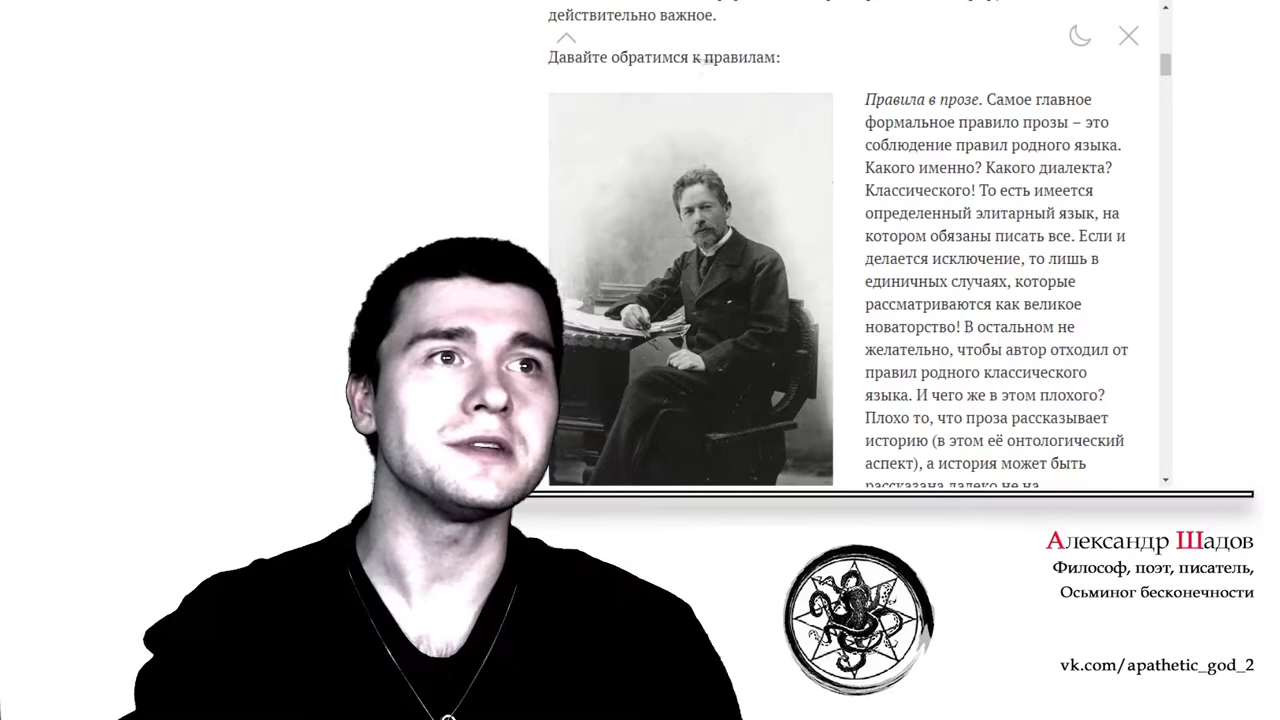 действительно важное.
Давайте обратимся к правилам:
Правила в прозе. Самое главное
формальное правило прозы – это
соблюдение правил родного языка.
Какого именно? Какого диалекта?
Классического! То есть имеется
определенный элитарный язык, на
котором обязаны писать все. Если и
делается исключение, то лишь в
единичных случаях, которые
рассматриваются как великое
новаторство! В остальном не
желательно, чтобы автор отходил от
правил родного классического
языка. И чего же в этом плохого?
Плохо то, что проза рассказывает
историю (в этом её онтологический
аспект), а история может быть
рассказана далеко не на
Александр Шадов
Философ, поэт, писатель,
Осьминог бесконечности
vk.com/apathetic_god_2